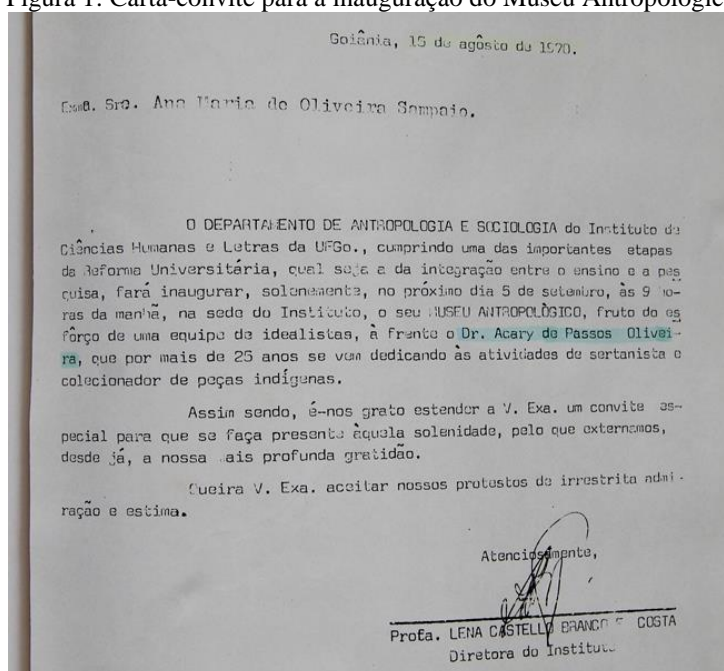 Figura 1: Carta-convite para a inauguração do Museu Antropológic
Goiânia, 15 de agôsto de 1970.
Exmª. Srª. Ana Maria de Oliveira Sampaio.
O DEPARTAMENTO DE ANTROPOLOGIA E SOCIOLOGIA do Instituto de
Ciências Humanas e Letras da UFGo., cumprindo uma das importantes etapas
da Reforma Universitária, qual seja a da integração entre o ensino e a pes
quisa, fará inaugurar, solenemente, no próximo dia 5 de setembro, às 9 ho-
ras da manhã, na sede do Instituto, o seu MUSEU ANTROPOLÓGICO, fruto do es
fôrço de uma equipe de idealistas, à frente o Dr. Acary de Passos Olivei-
ra, que por mais de 25 anos se vem dedicando às atividades de sertanista e
colecionador de peças indígenas.
Assim sendo, é-nos grato estender a V. Exa. um convite es-
pecial para que se faça presente àquela solenidade, pelo que externamos,
desde já, a nossa mais profunda gratidão.
Queira V. Exa. aceitar nossos protestos de irrestrita admi-
ração e estima.
Atenciosamente,
Profa. LENA CASTELLO BRANCO F. COSTA
Diretora do Instituto